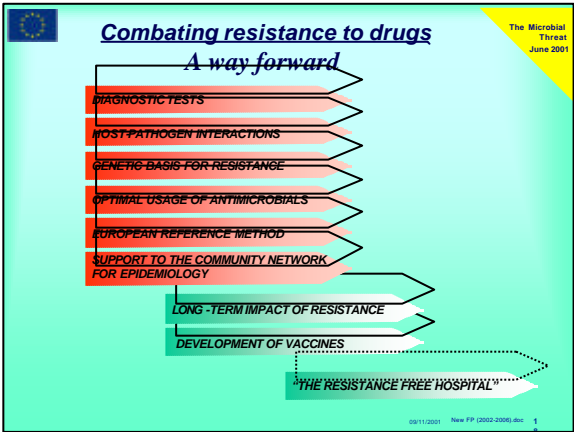 Combating resistance to drugs
A way forward
The Microbial
Threat
June 2001
DIAGNOSTIC TESTS
HOST-PATHOGEN INTERACTIONS
GENETIC BASIS FOR RESISTANCE
OPTIMAL USAGE OF ANTIMICROBIALS
EUROPEAN REFERENCE METHOD
SUPPORT TO THE COMMUNITY NETWORK
FOR EPIDEMIOLOGY
LONG -TERM IMPACT OF RESISTANCE
DEVELOPMENT OF VACCINES
“THE RESISTANCE FREE HOSPITAL”
09/11/2001 New FP (2002-2006).doc 1